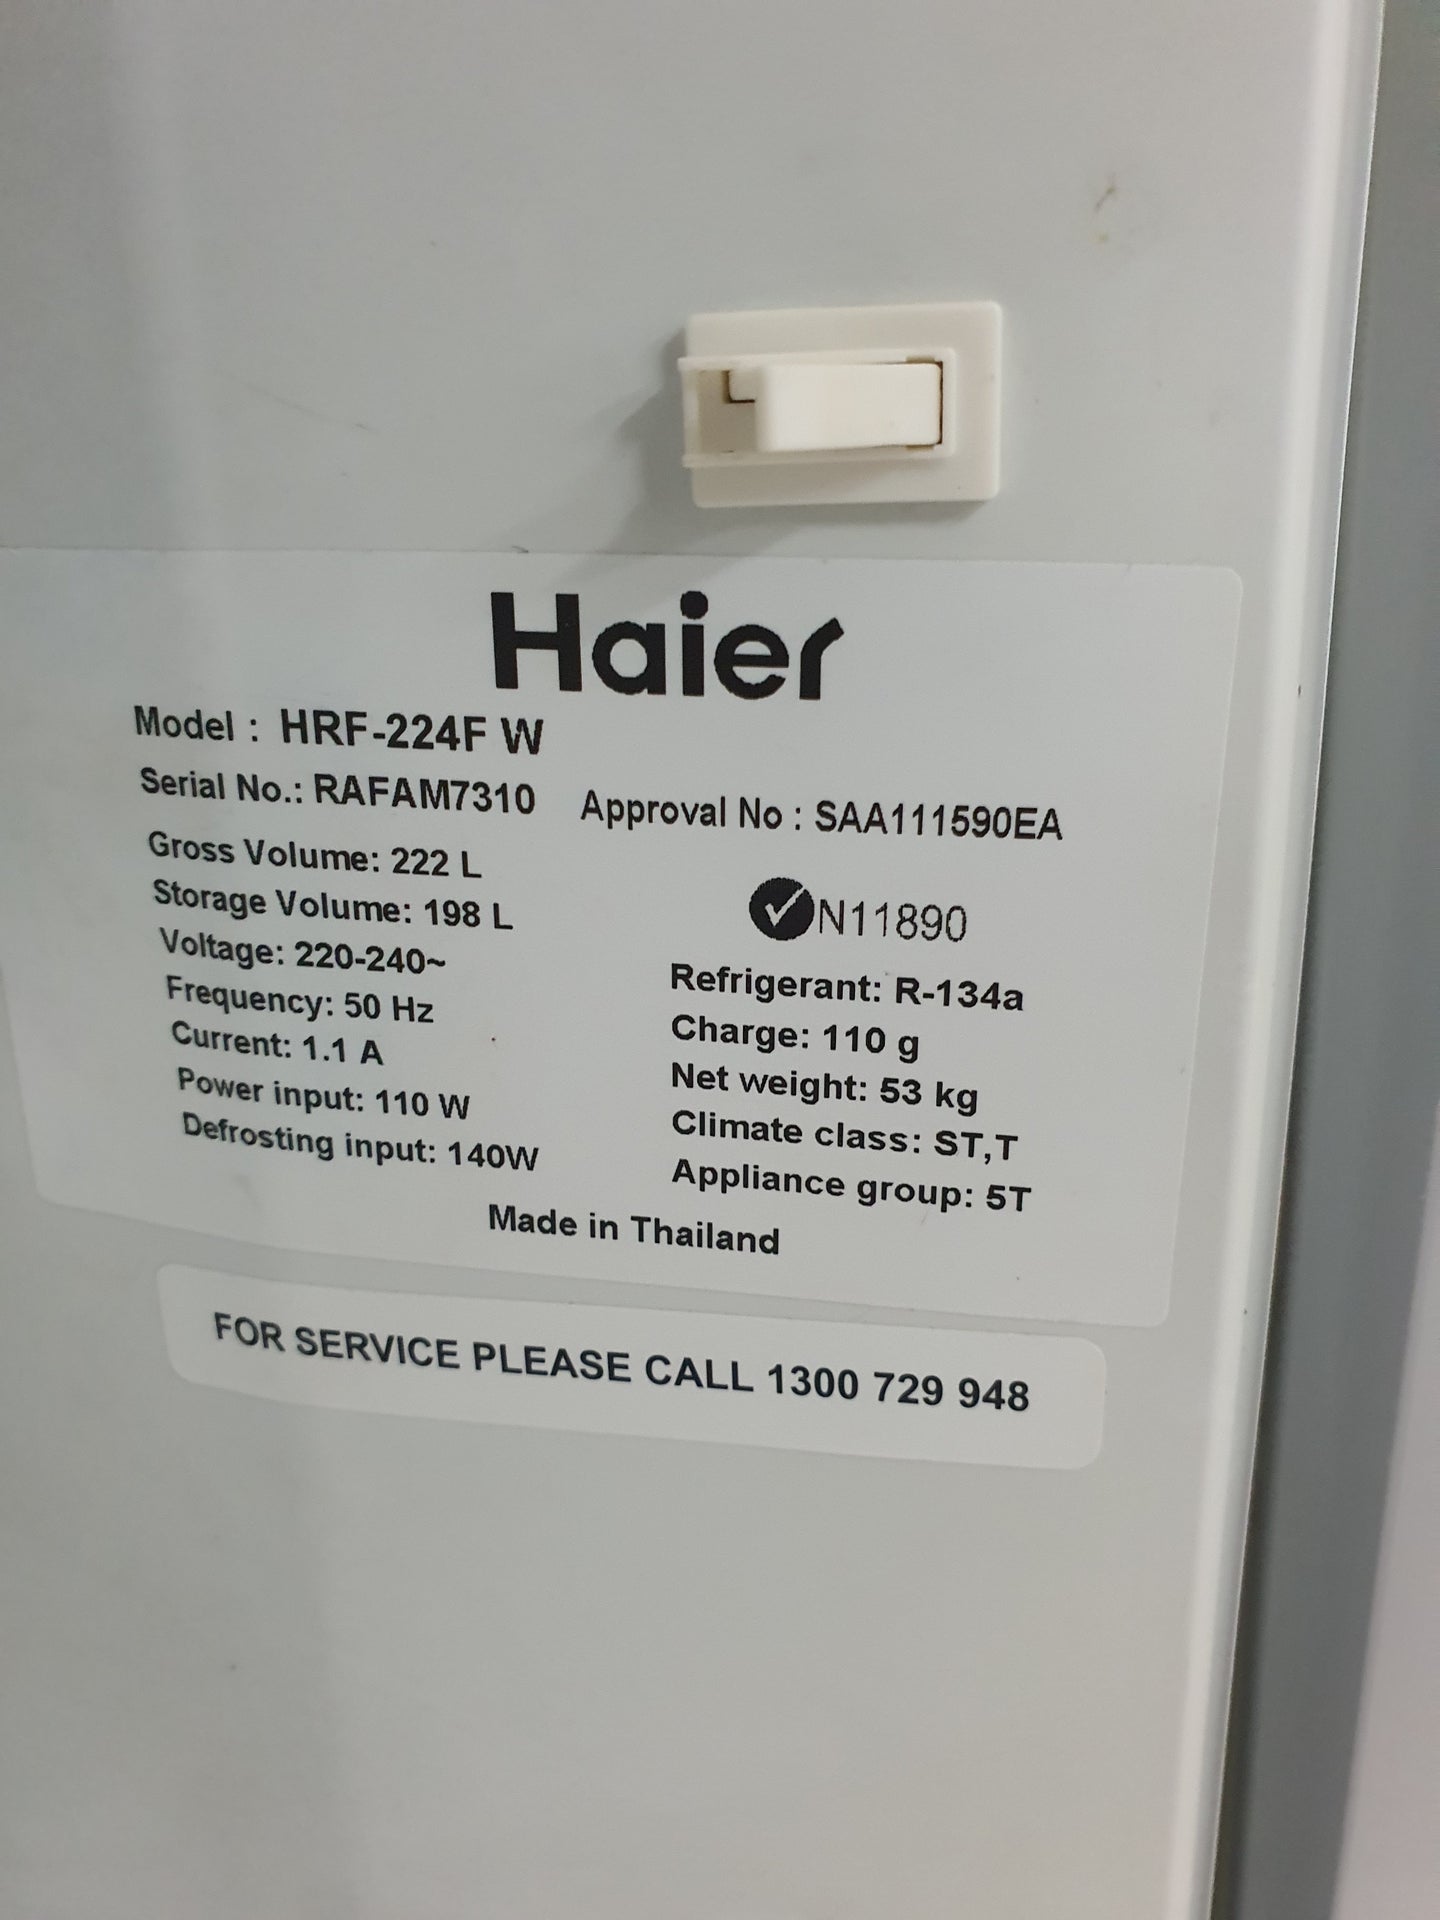 Haier
Model : HRF-224F W
Serial No.: RAFAM7310 Approval No : SAA111590EA
Gross Volume: 222 L
Storage Volume: 198 L
Voltage: 220-240~
Frequency: 50 Hz
Current: 1.1 A
Power input: 110 W
Defrosting input: 140W
N11890
Refrigerant: R-134a
Charge: 110 g
Net weight: 53 kg
Climate class: ST,T
Appliance group: 5T
Made in Thailand
FOR SERVICE PLEASE CALL 1300 729 948